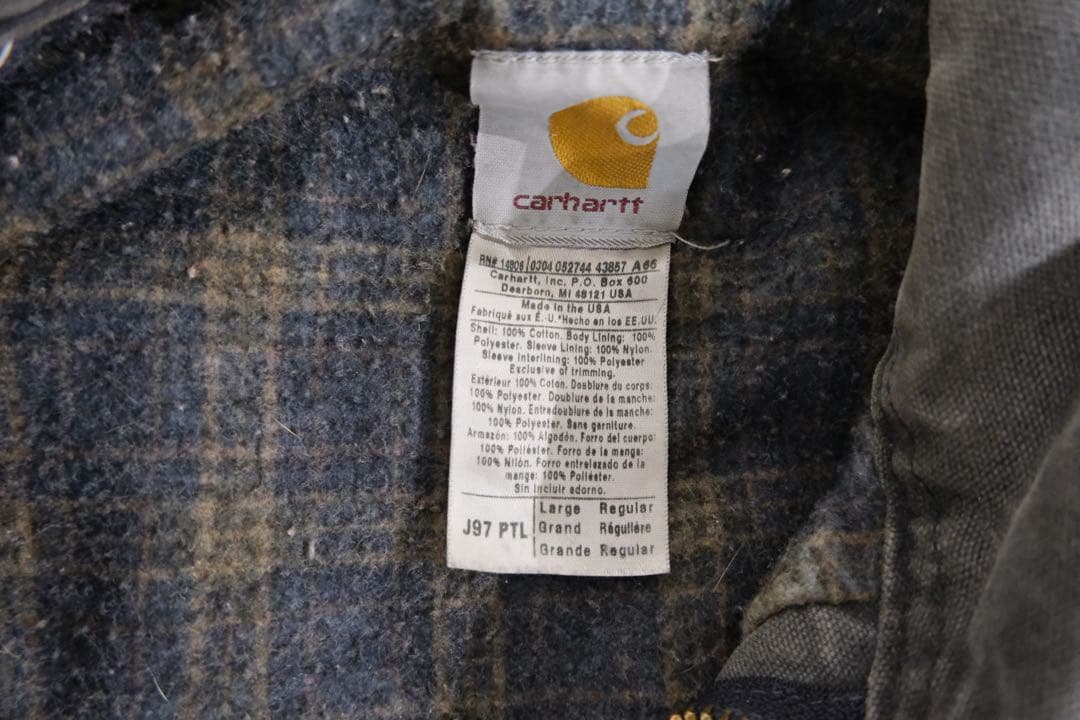 carhartt
RN# 14806 0304 052744 43857 A66
Carhartt, Inc. P.O. Box 600
Dearborn, MI 48121 USA
Made in the USA
Fabriqué aux É.-U.*Hecho en los EE.UU.
Shell: 100% Cotton. Body Lining: 100%
Polyester. Sleeve Lining: 100% Nylon.
Sleeve Interlining: 100% Polyester
Exclusive of trimming.
Extérieur 100% Coton. Doublure du corps:
100% Polyester. Doublure de la manche:
100% Nylon. Entredoublure de la manche:
100% Polyester. Sans garniture.
Armazón: 100% Algodón. Forro del cuerpo:
100% Poliéster. Forro de la manga:
100% Nilón. Forro entrelazado de la
manga: 100% Poliéster.
Sin incluir adorno.
J97 PTL
Large Regular
Grand Régulière
Grande Regular